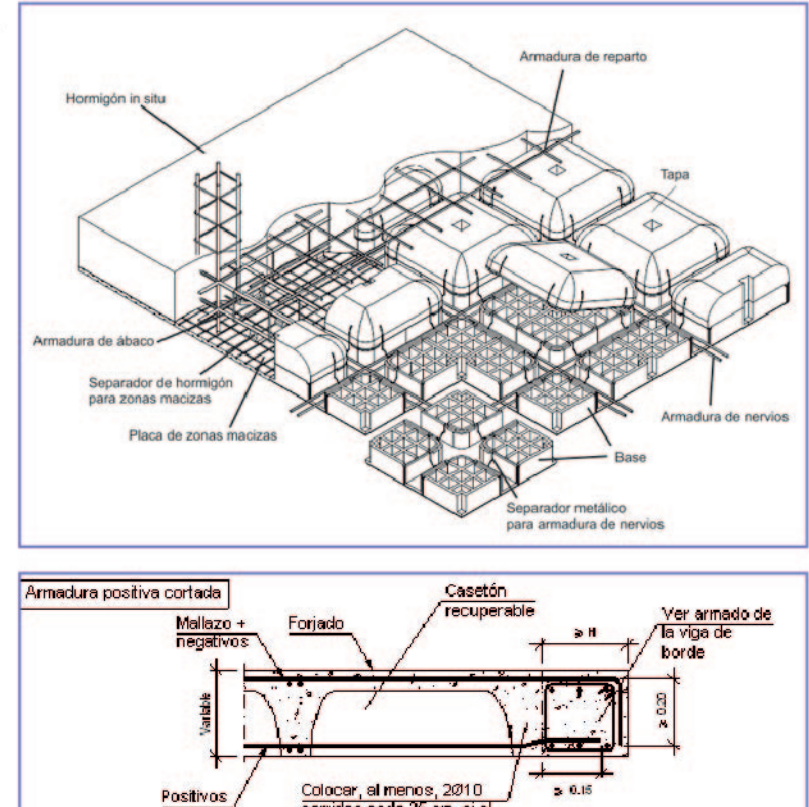 Armadura de reparto
Hormigón in situ
Tapa
Armadura de ábaco
Separador de hormigón
para zonas macizas
Placa de zonas macizas
Armadura de nervios
Base
Separador metálico
para armadura de nervios
Armadura positiva cortada
Casetón
recuperable
Mallazo +
negativos
Forjado
Ver armado de
la viga de
borde
≥ H
Variable
≥ 0.20
Positivos
Colocar, al menos, 2Ø10
≥ 0.15